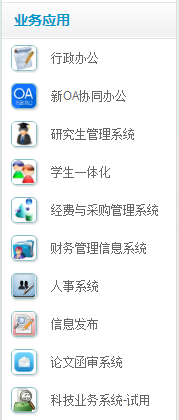 业务应用
行政办公
OA
新OA协同办公
研究生管理系统
学生一体化
经费与采购管理系统
财务管理信息系统
人事系统
信息发布
论文函审系统
科技业务系统-试用